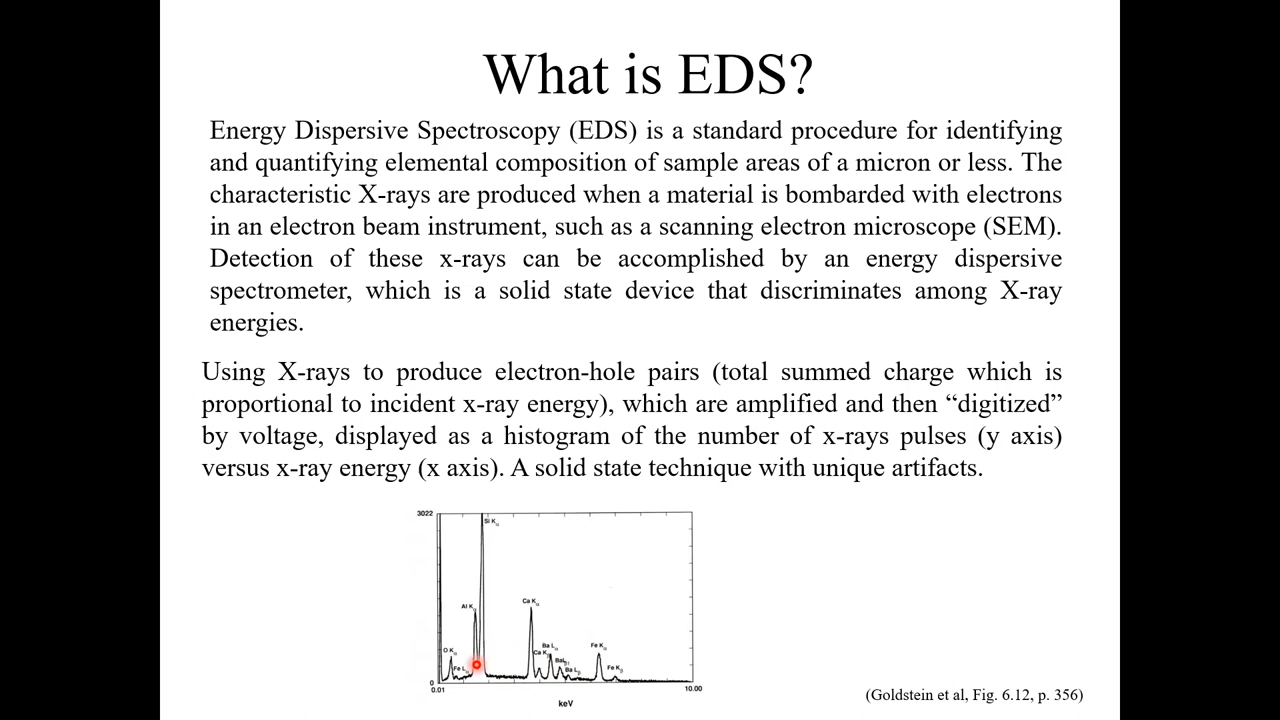 What is EDS?
Energy Dispersive Spectroscopy (EDS) is a standard procedure for identifying
and quantifying elemental composition of sample areas of a micron or less. The
characteristic X-rays are produced when a material is bombarded with electrons
in an electron beam instrument, such as a scanning electron microscope (SEM).
Detection of these x-rays can be accomplished by an energy dispersive
spectrometer, which is a solid state device that discriminates among X-ray
energies.
Using X-rays to produce electron-hole pairs (total summed charge which is
proportional to incident x-ray energy), which are amplified and then “digitized”
by voltage, displayed as a histogram of the number of x-rays pulses (y axis)
versus x-ray energy (x axis). A solid state technique with unique artifacts.
3022
Si Kα
Al Kα
Ca Kα
O Kα
Fe L
Ca K
Ba Lα
Ba Lβ1
Ba Lβ
Fe Kα
Fe Kβ
0
0.01
10.00
keV
(Goldstein et al, Fig. 6.12, p. 356)